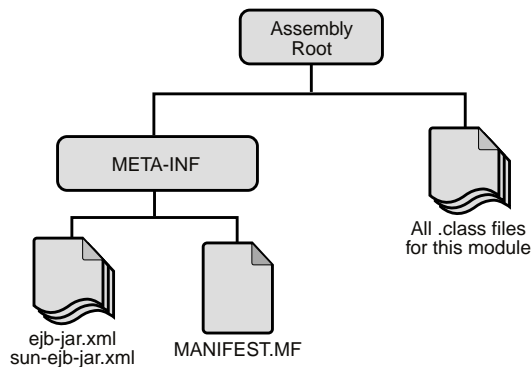 Assembly
Root
META-INF
All .class files
for this module
ejb-jar.xml
sun-ejb-jar.xml
MANIFEST.MF